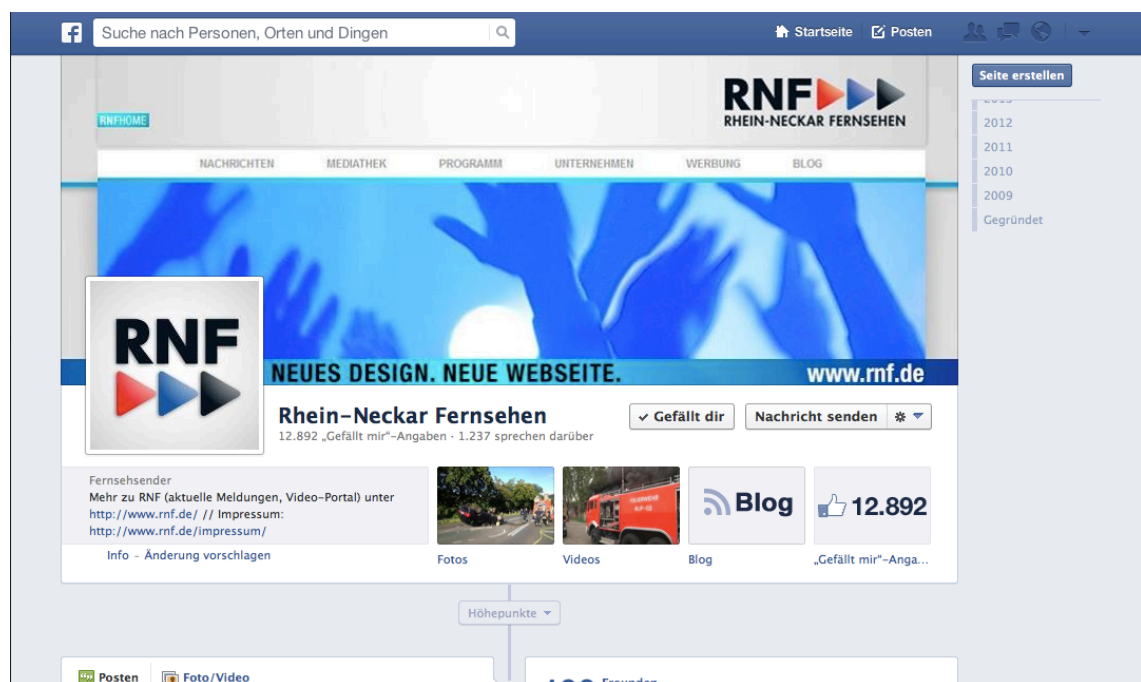 Suche nach Personen, Orten und Dingen
Startseite
Posten
Seite erstellen
2013
2012
2011
2010
2009
Gegründet
RNF
RHEIN-NECKAR FERNSEHEN
RNFHOME
NACHRICHTEN MEDIATHEK PROGRAMM UNTERNEHMEN WERBUNG BLOG
RNF
NEUES DESIGN. NEUE WEBSEITE. www.rnf.de
Rhein-Neckar Fernsehen
12.892 „Gefällt mir“-Angaben · 1.237 sprechen darüber
Gefällt dir
Nachricht senden
Fernsehsender
Mehr zu RNF (aktuelle Meldungen, Video-Portal) unter
http://www.rnf.de/ // Impressum:
http://www.rnf.de/impressum/
Info - Änderung vorschlagen
Fotos
Videos
Blog
Blog
12.892
„Gefällt mir“-Anga...
Höhepunkte
Posten
Foto/Video
Freunden